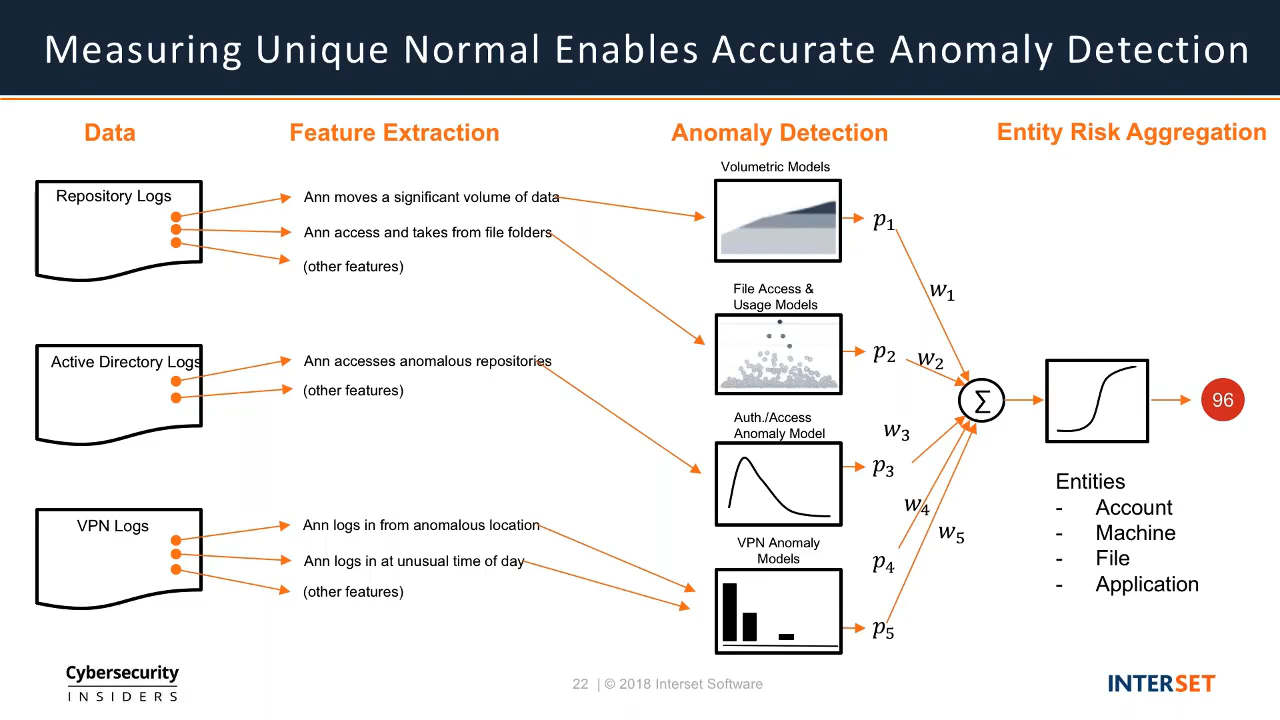 Measuring Unique Normal Enables Accurate Anomaly Detection
Data
Feature Extraction
Anomaly Detection
Entity Risk Aggregation
Repository Logs
Ann moves a significant volume of data
Ann access and takes from file folders
(other features)
Active Directory Logs
Ann accesses anomalous repositories
(other features)
VPN Logs
Ann logs in from anomalous location
Ann logs in at unusual time of day
(other features)
Volumetric Models
File Access &
Usage Models
Auth./Access
Anomaly Model
VPN Anomaly
Models
p₁
p₂
p₃
p₄
p₅
w₁
w₂
w₃
w₄
w₅
Σ
96
Entities
- Account
- Machine
- File
- Application
Cybersecurity
INSIDERS
22 | © 2018 Interset Software
INTERSET